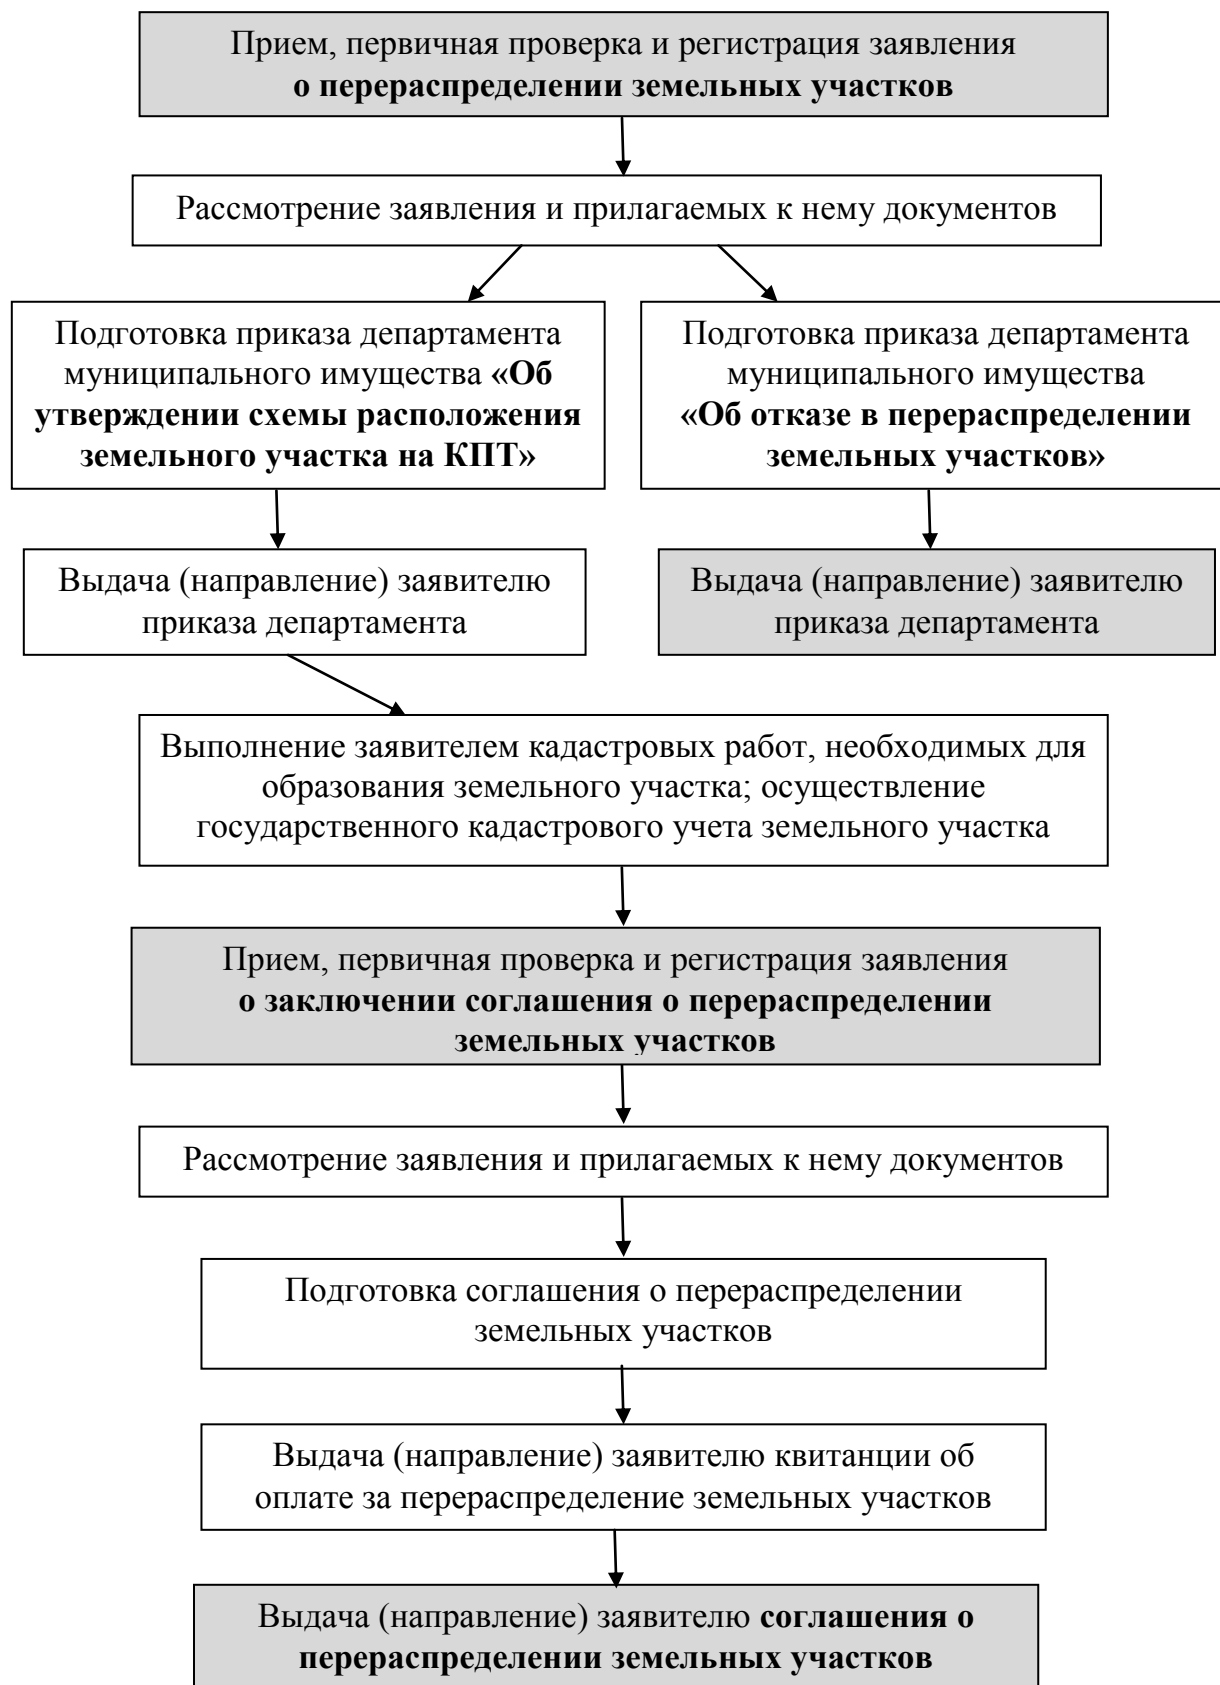 Прием, первичная проверка и регистрация заявления
о перераспределении земельных участков
Рассмотрение заявления и прилагаемых к нему документов
Подготовка приказа департамента
муниципального имущества «Об
утверждении схемы расположения
земельного участка на КПТ»
Подготовка приказа департамента
муниципального имущества
«Об отказе в перераспределении
земельных участков»
Выдача (направление) заявителю
приказа департамента
Выдача (направление) заявителю
приказа департамента
Выполнение заявителем кадастровых работ, необходимых для
образования земельного участка; осуществление
государственного кадастрового учета земельного участка
Прием, первичная проверка и регистрация заявления
о заключении соглашения о перераспределении
земельных участков
Рассмотрение заявления и прилагаемых к нему документов
Подготовка соглашения о перераспределении
земельных участков
Выдача (направление) заявителю квитанции об
оплате за перераспределение земельных участков
Выдача (направление) заявителю соглашения о
перераспределении земельных участков